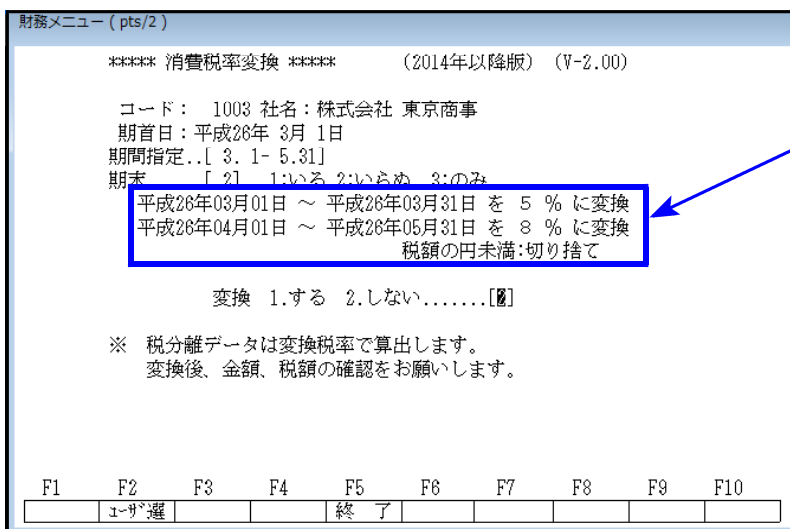 財務メニュー ( pts/2 )
***** 消費税率変換 ***** (2014年以降版) (V-2.00)
コード： 1003 社名：株式会社 東京商事
期首日：平成26年 3月 1日
期間指定..[ 3. 1- 5.31]
期末 [ 2] 1:いる 2:いらぬ 3:のみ
平成26年03月01日 ～ 平成26年03月31日 を 5 % に変換
平成26年04月01日 ～ 平成26年05月31日 を 8 % に変換
税額の円未満:切り捨て
変換 1.する 2.しない.......[2]
※ 税分離データは変換税率で算出します。
変換後、金額、税額の確認をお願いします。
F1 F2 F3 F4 F5 F6 F7 F8 F9 F10
ﾕｰｻﾞ選 終 了